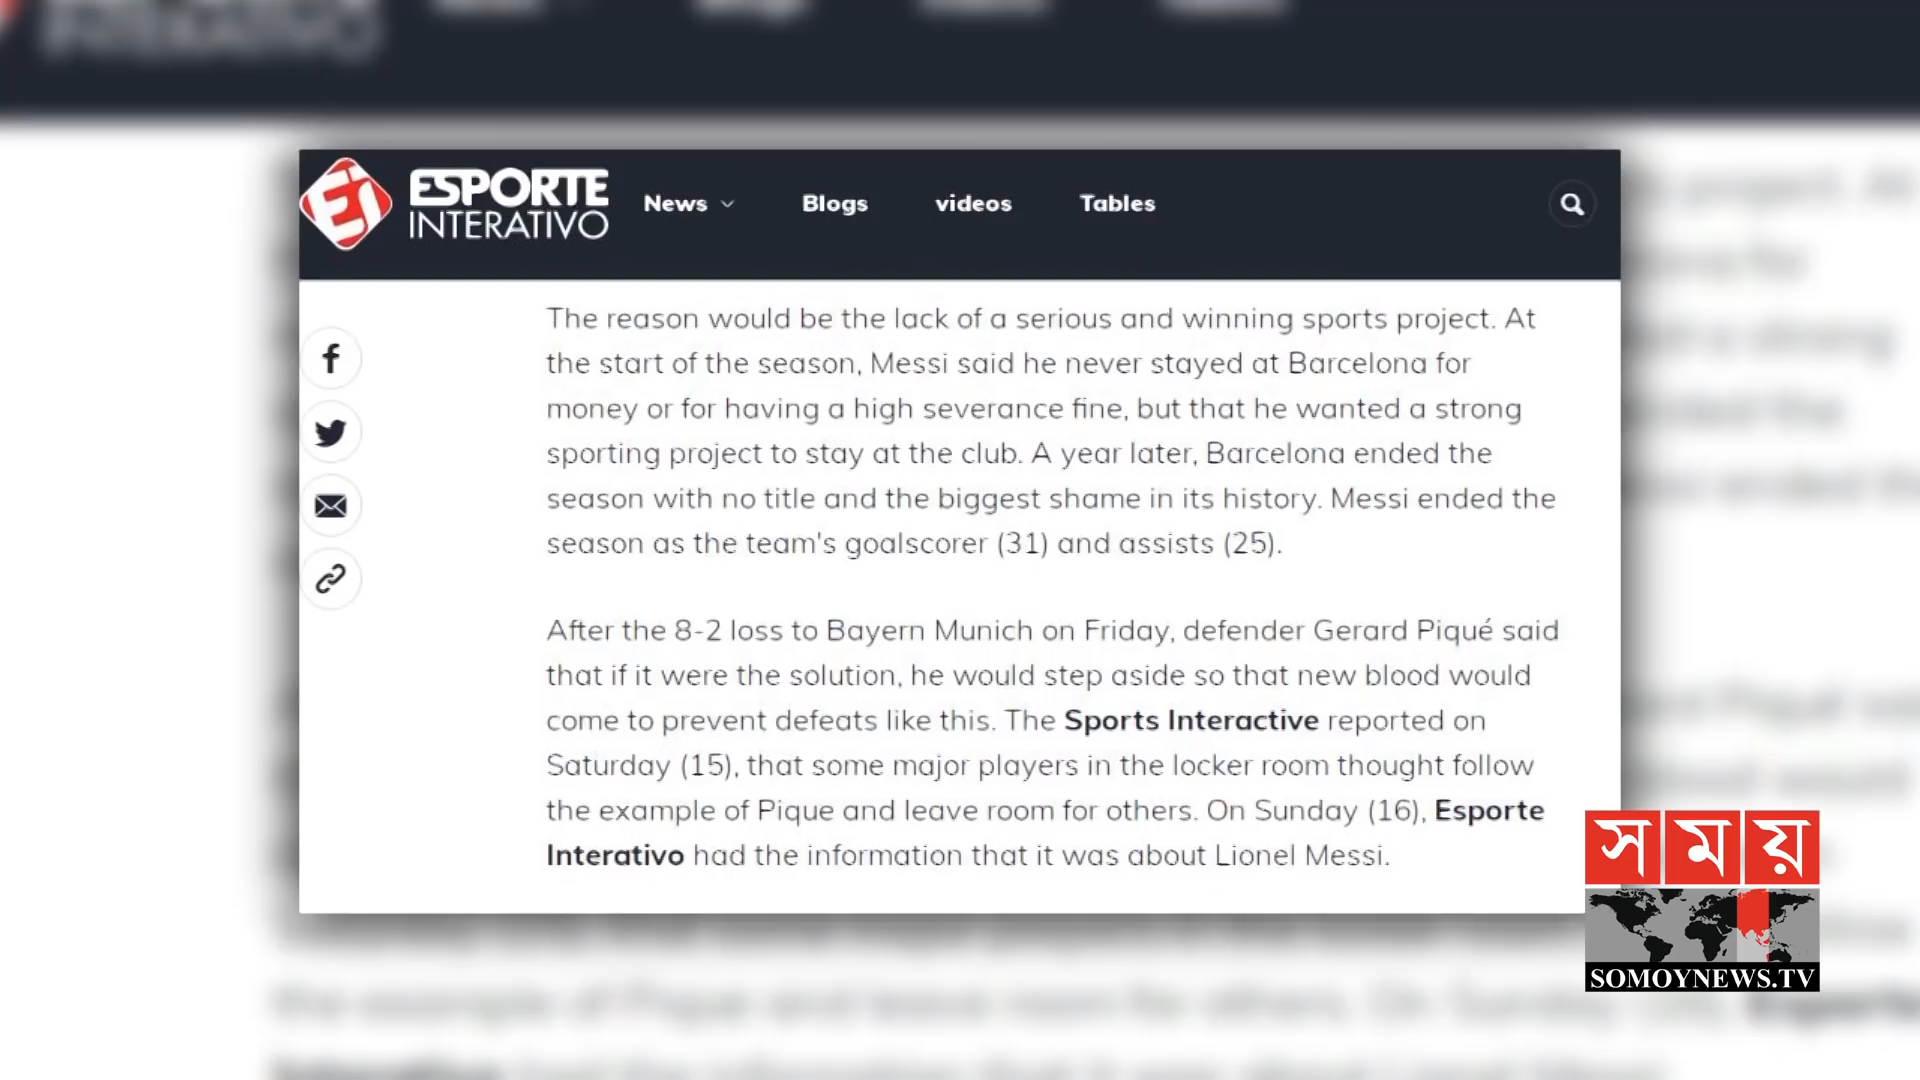 ESPORTE
INTERATIVO
News
Blogs
videos
Tables
The reason would be the lack of a serious and winning sports project. At
the start of the season, Messi said he never stayed at Barcelona for
money or for having a high severance fine, but that he wanted a strong
sporting project to stay at the club. A year later, Barcelona ended the
season with no title and the biggest shame in its history. Messi ended the
season as the team's goalscorer (31) and assists (25).
After the 8-2 loss to Bayern Munich on Friday, defender Gerard Piqué said
that if it were the solution, he would step aside so that new blood would
come to prevent defeats like this. The Sports Interactive reported on
Saturday (15), that some major players in the locker room thought follow
the example of Pique and leave room for others. On Sunday (16), Esporte
Interativo had the information that it was about Lionel Messi.
সময়
SOMOYNEWS.TV